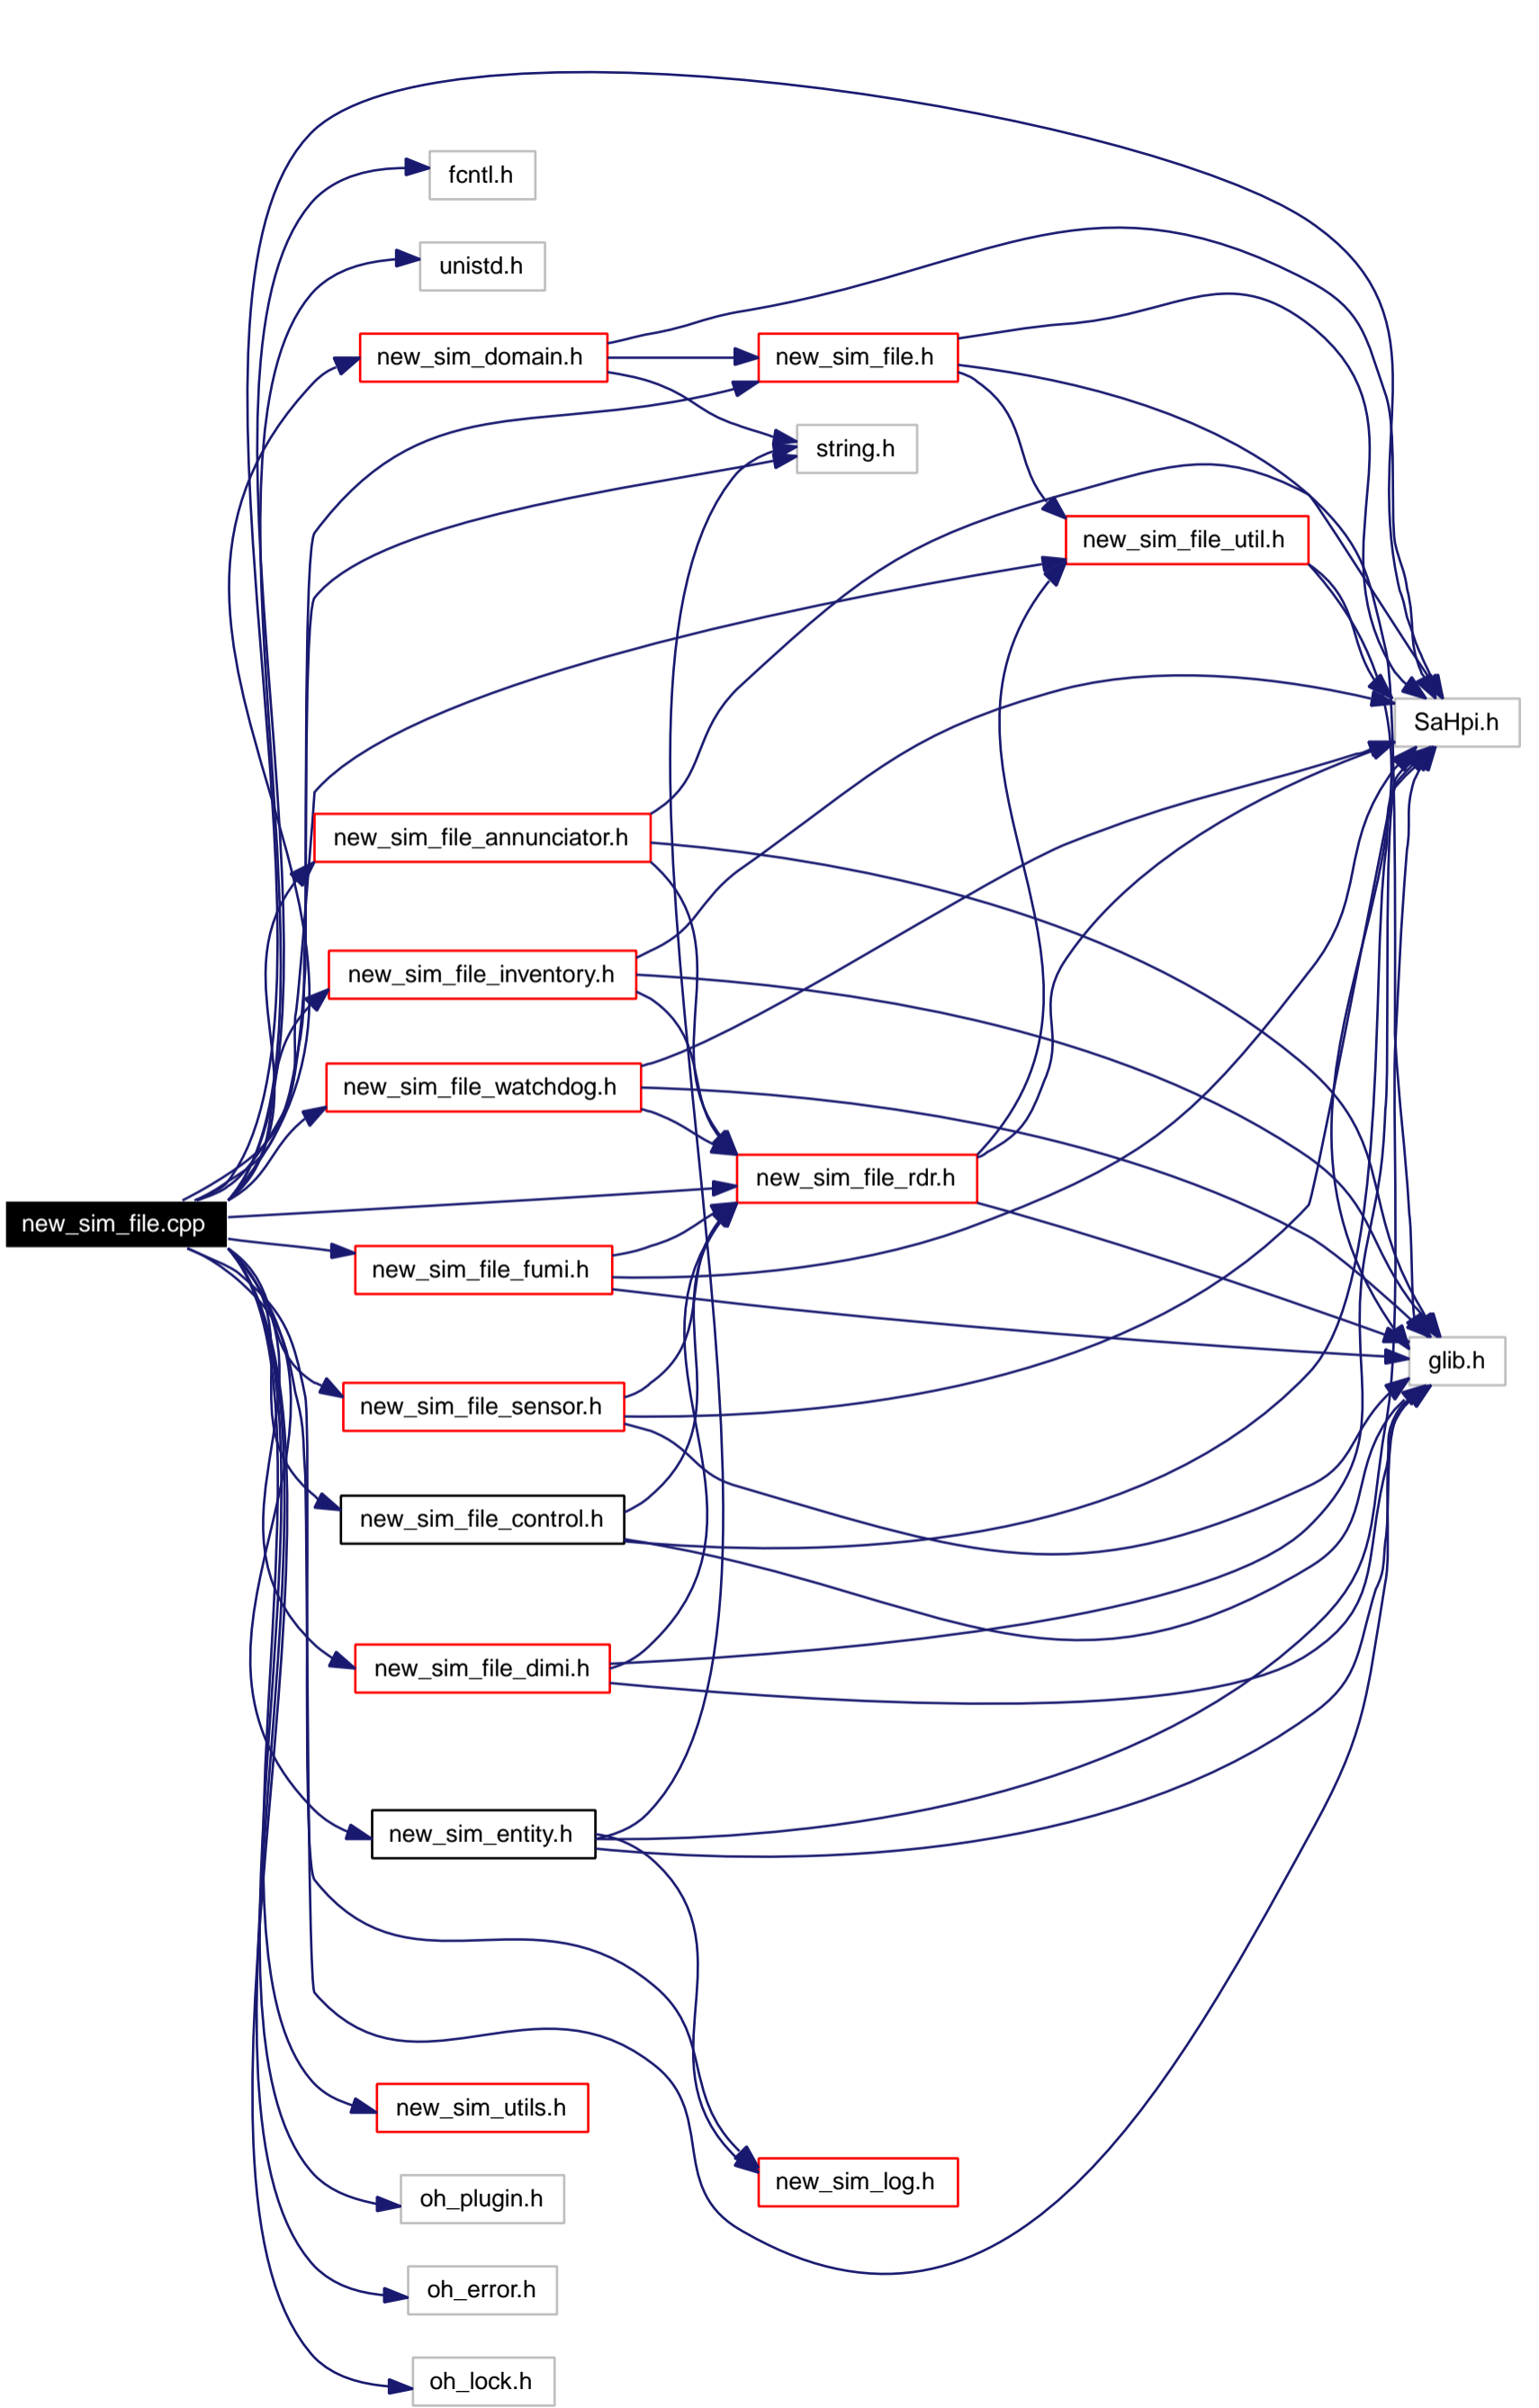 fcntl.h
unistd.h
new_sim_domain.h
new_sim_file.h
string.h
new_sim_file_util.h
SaHpi.h
new_sim_file_annunciator.h
new_sim_file_inventory.h
new_sim_file_watchdog.h
new_sim_file_rdr.h
new_sim_file.cpp
new_sim_file_fumi.h
glib.h
new_sim_file_sensor.h
new_sim_file_control.h
new_sim_file_dimi.h
new_sim_entity.h
new_sim_utils.h
new_sim_log.h
oh_plugin.h
oh_error.h
oh_lock.h